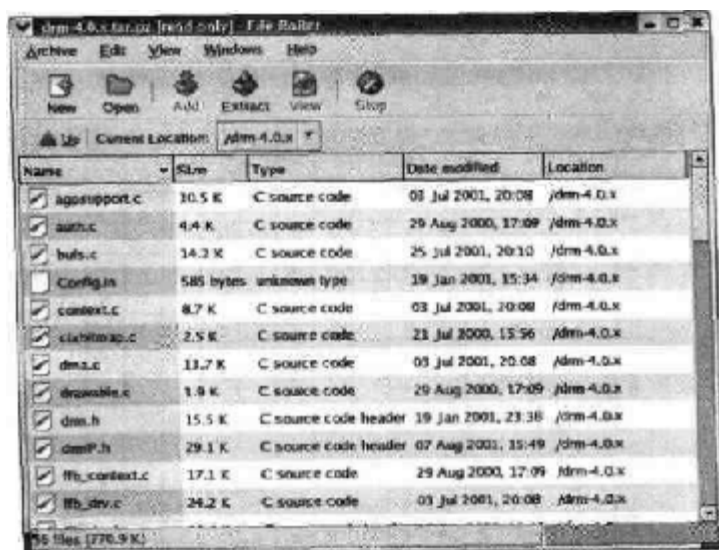 drm-4.0.x.tar.gz [read only] - File Roller
Archive Edit View Windows Help
New Open Add Extract View Stop
Up Current Location: /drm-4.0.x
Name Size Type Date modified Location
agpsupport.c 10.5 K C source code 03 Jul 2001, 20:08 /drm-4.0.x
auth.c 4.4 K C source code 29 Aug 2000, 17:09 /drm-4.0.x
bufs.c 14.2 K C source code 25 Jul 2001, 20:10 /drm-4.0.x
Config.in 585 bytes unknown type 19 Jan 2001, 15:34 /drm-4.0.x
context.c 8.7 K C source code 03 Jul 2001, 20:08 /drm-4.0.x
ctxbitmap.c 2.5 K C source code 21 Jul 2000, 15:56 /drm-4.0.x
dma.c 13.7 K C source code 03 Jul 2001, 20:08 /drm-4.0.x
drawable.c 1.9 K C source code 29 Aug 2000, 17:09 /drm-4.0.x
drm.h 15.5 K C source code header 19 Jan 2001, 23:38 /drm-4.0.x
drmP.h 29.1 K C source code header 07 Aug 2001, 15:49 /drm-4.0.x
ffb_context.c 17.1 K C source code 29 Aug 2000, 17:09 /drm-4.0.x
ffb_drv.c 24.2 K C source code 03 Jul 2001, 20:08 /drm-4.0.x
56 files (770.9 K)